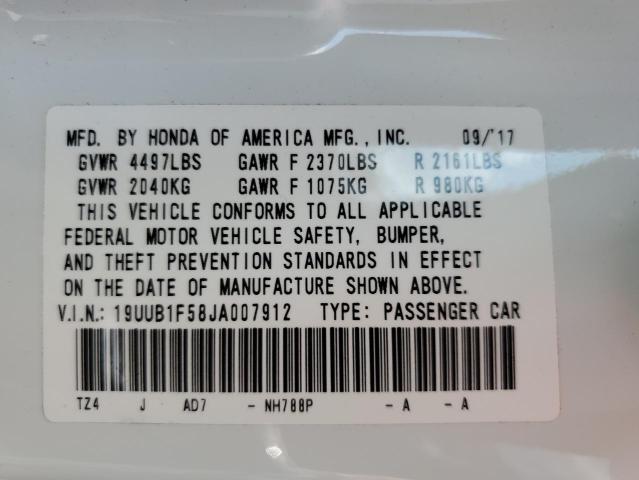 MFD. BY HONDA OF AMERICA MFG., INC. 09/'17
GVWR 4497LBS GAWR F 2370LBS R 2161LBS
GVWR 2040KG GAWR F 1075KG R 980KG
THIS VEHICLE CONFORMS TO ALL APPLICABLE
FEDERAL MOTOR VEHICLE SAFETY, BUMPER,
AND THEFT PREVENTION STANDARDS IN EFFECT
ON THE DATE OF MANUFACTURE SHOWN ABOVE.
V.I.N.: 19UUB1F58JA007912 TYPE: PASSENGER CAR
TZ4 J AD7 - NH788P - A - A